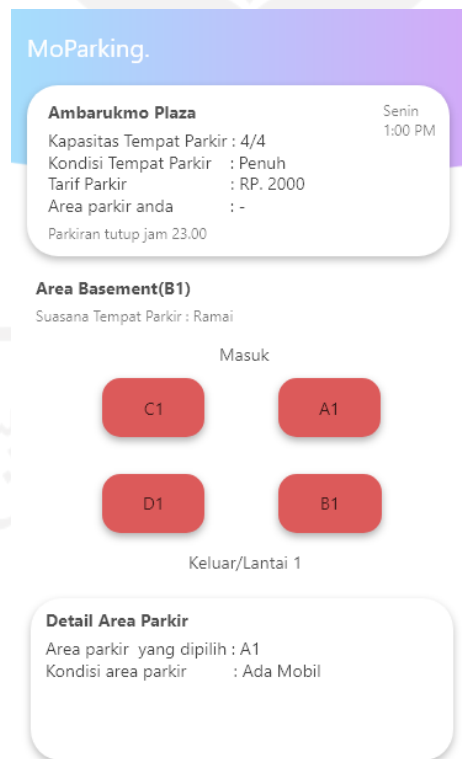 MoParking.
Ambarukmo Plaza
Senin
1:00 PM
Kapasitas Tempat Parkir : 4/4
Kondisi Tempat Parkir : Penuh
Tarif Parkir : RP. 2000
Area parkir anda : -
Parkiran tutup jam 23.00
Area Basement(B1)
Suasana Tempat Parkir : Ramai
Masuk
C1 A1
D1 B1
Keluar/Lantai 1
Detail Area Parkir
Area parkir yang dipilih : A1
Kondisi area parkir : Ada Mobil